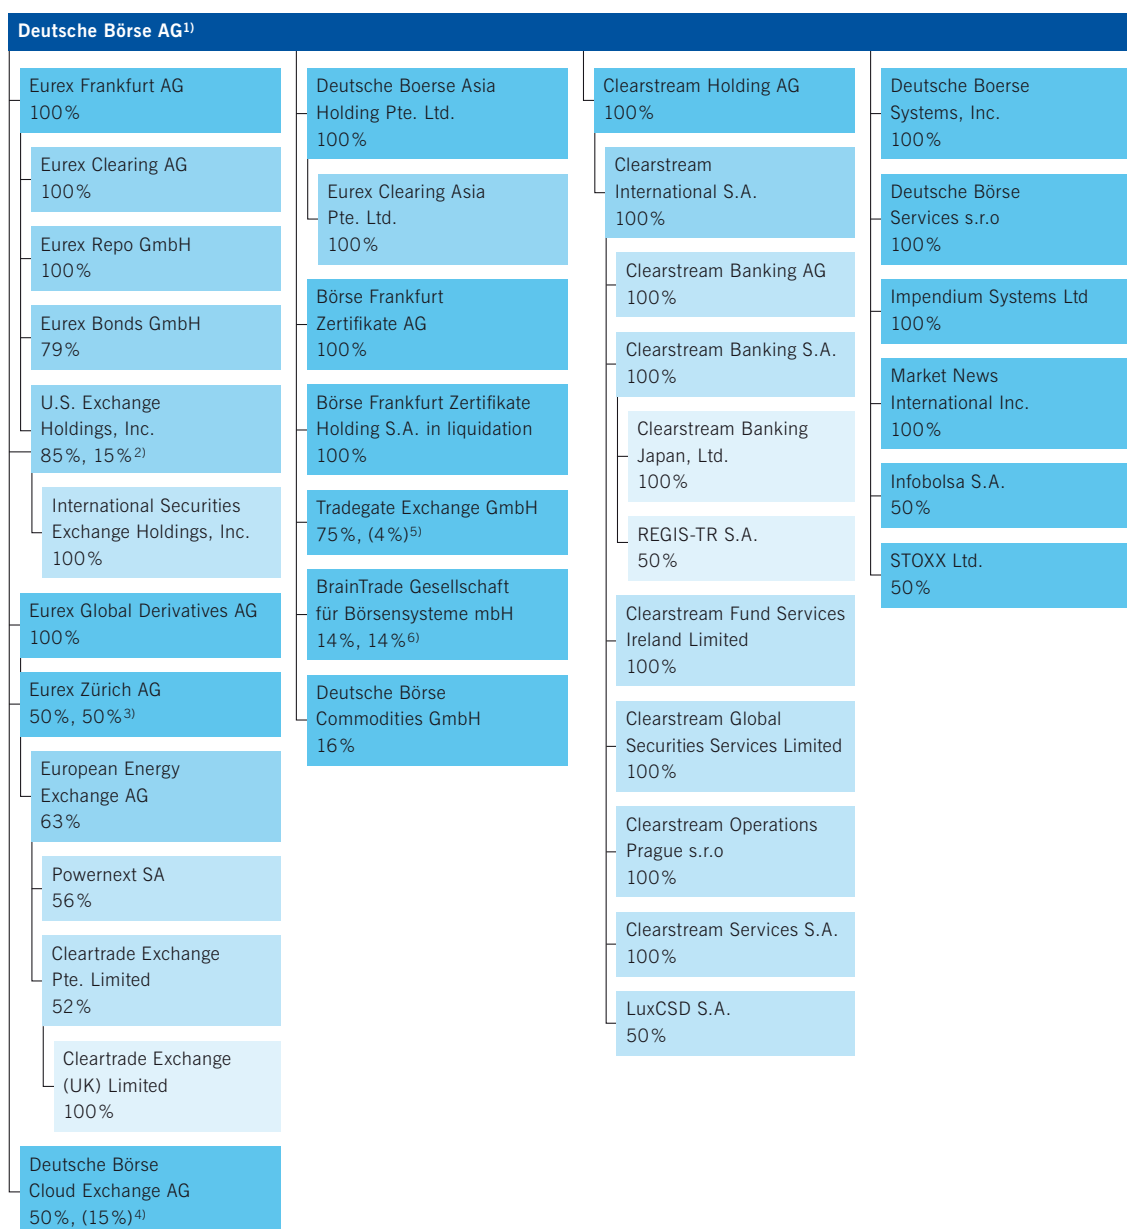 Deutsche Börse AG1)
Eurex Frankfurt AG
100%
Eurex Clearing AG
100%
Eurex Repo GmbH
100%
Eurex Bonds GmbH
79%
U.S. Exchange
Holdings, Inc.
85%, 15%2)
International Securities
Exchange Holdings, Inc.
100%
Eurex Global Derivatives AG
100%
Eurex Zürich AG
50%, 50%3)
European Energy
Exchange AG
63%
Powernext SA
56%
Cleartrade Exchange
Pte. Limited
52%
Cleartrade Exchange
(UK) Limited
100%
Deutsche Börse
Cloud Exchange AG
50%, (15%)4)
Deutsche Boerse Asia
Holding Pte. Ltd.
100%
Eurex Clearing Asia
Pte. Ltd.
100%
Börse Frankfurt
Zertifikate AG
100%
Börse Frankfurt Zertifikate
Holding S.A. in liquidation
100%
Tradegate Exchange GmbH
75%, (4%)5)
BrainTrade Gesellschaft
für Börsensysteme mbH
14%, 14%6)
Deutsche Börse
Commodities GmbH
16%
Clearstream Holding AG
100%
Clearstream
International S.A.
100%
Clearstream Banking AG
100%
Clearstream Banking S.A.
100%
Clearstream Banking
Japan, Ltd.
100%
REGIS-TR S.A.
50%
Clearstream Fund Services
Ireland Limited
100%
Clearstream Global
Securities Services Limited
100%
Clearstream Operations
Prague s.r.o
100%
Clearstream Services S.A.
100%
LuxCSD S.A.
50%
Deutsche Boerse
Systems, Inc.
100%
Deutsche Börse
Services s.r.o
100%
Impendium Systems Ltd
100%
Market News
International Inc.
100%
Infobolsa S.A.
50%
STOXX Ltd.
50%